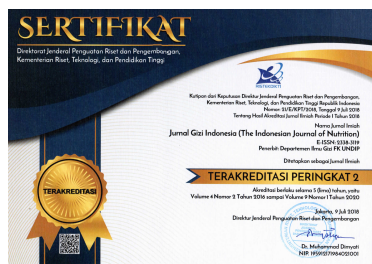 SERTIFIKAT
Direktorat Jenderal Penguatan Riset dan Pengembangan,
Kementerian Riset, Teknologi, dan Pendidikan Tinggi
RISTEKDIKTI
Kutipan dari Keputusan Direktur Jenderal Penguatan Riset dan Pengembangan,
Kementerian Riset, Teknologi, dan Pendidikan Tinggi Republik Indonesia
Nomor: 21/E/KPT/2018, Tanggal 9 Juli 2018
Tentang Hasil Akreditasi Jurnal Ilmiah Periode I Tahun 2018
Nama Jurnal Ilmiah
Jurnal Gizi Indonesia (The Indonesian Journal of Nutrition)
E-ISSN: 2338-3119
Penerbit: Departemen Ilmu Gizi FK UNDIP
Ditetapkan sebagai Jurnal Ilmiah
TERAKREDITASI PERINGKAT 2
TERAKREDITASI
Akreditasi berlaku selama 5 (lima) tahun, yaitu
Volume 4 Nomor 2 Tahun 2016 sampai Volume 9 Nomor 1 Tahun 2020
Jakarta, 9 Juli 2018
Direktur Jenderal Penguatan Riset dan Pengembangan
Dr. Muhammad Dimyati
NIP. 195912171984021001